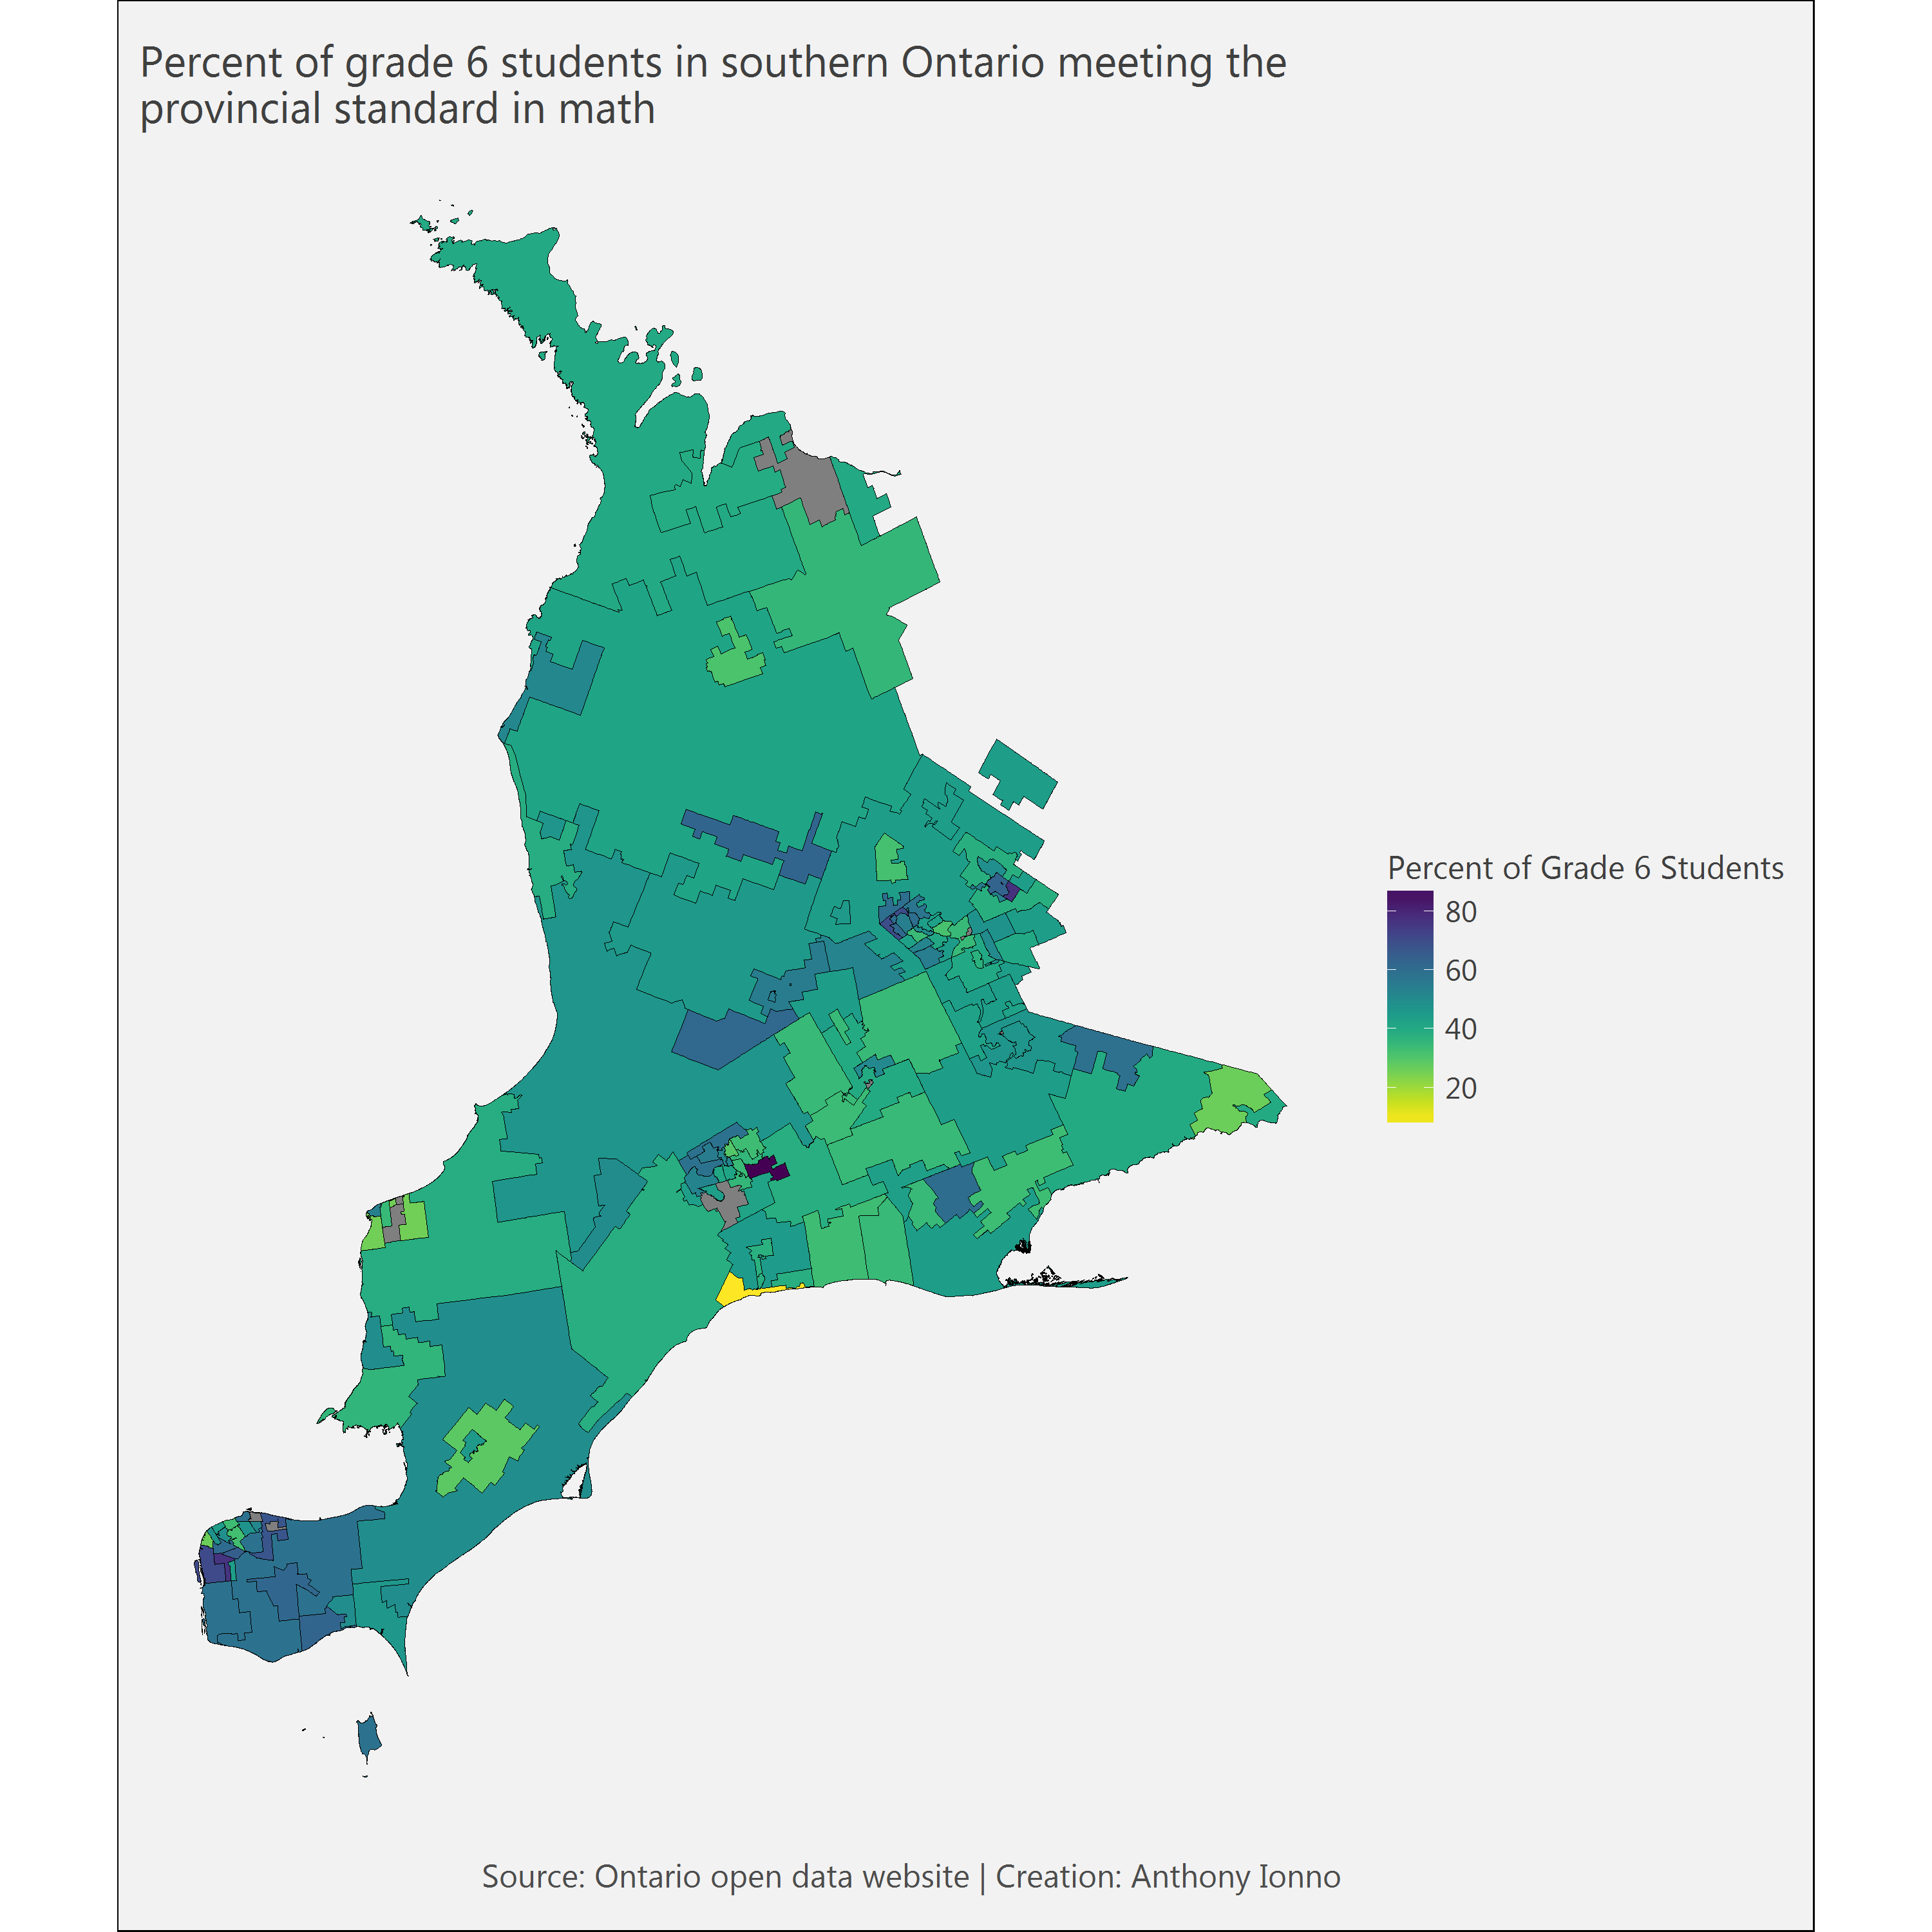 Percent of grade 6 students in southern Ontario meeting the
provincial standard in math
Percent of Grade 6 Students
80
60
40
20
Source: Ontario open data website | Creation: Anthony Ionno